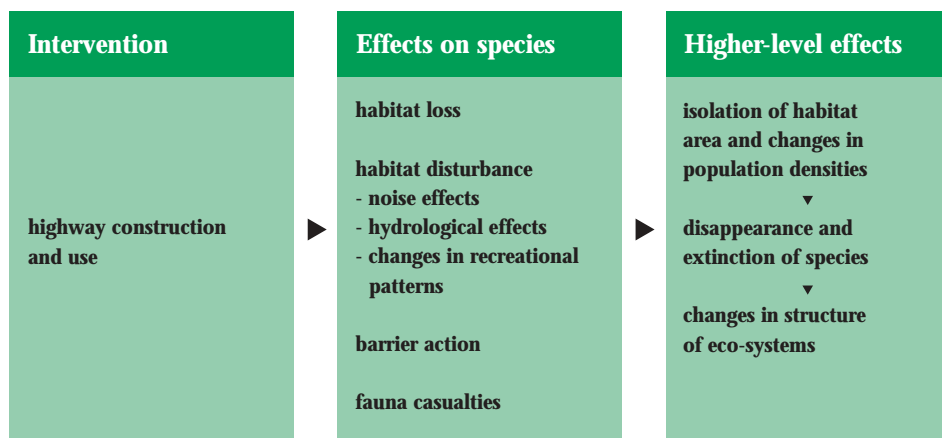 Intervention
highway construction
and use
Effects on species
habitat loss
habitat disturbance
- noise effects
- hydrological effects
- changes in recreational
patterns
barrier action
fauna casualties
Higher-level effects
isolation of habitat
area and changes in
population densities
disappearance and
extinction of species
changes in structure
of eco-systems